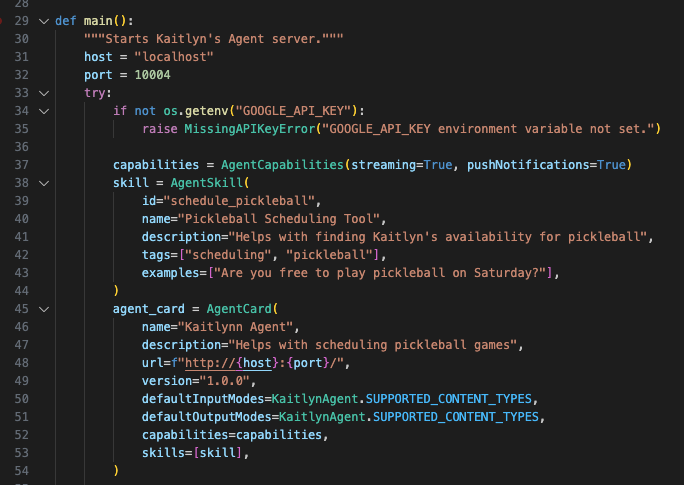 28
29 def main():
30 """Starts Kaitlyn's Agent server."""
31 host = "localhost"
32 port = 10004
33 try:
34 if not os.getenv("GOOGLE_API_KEY"):
35 raise MissingAPIKeyError("GOOGLE_API_KEY environment variable not set.")
36
37 capabilities = AgentCapabilities(streaming=True, pushNotifications=True)
38 skill = AgentSkill(
39 id="schedule_pickleball",
40 name="Pickleball Scheduling Tool",
41 description="Helps with finding Kaitlyn's availability for pickleball",
42 tags=["scheduling", "pickleball"],
43 examples=["Are you free to play pickleball on Saturday?"],
44 )
45 agent_card = AgentCard(
46 name="Kaitlynn Agent",
47 description="Helps with scheduling pickleball games",
48 url=f"http://{host}:{port}/",
49 version="1.0.0",
50 defaultInputModes=KaitlynAgent.SUPPORTED_CONTENT_TYPES,
51 defaultOutputModes=KaitlynAgent.SUPPORTED_CONTENT_TYPES,
52 capabilities=capabilities,
53 skills=[skill],
54 )